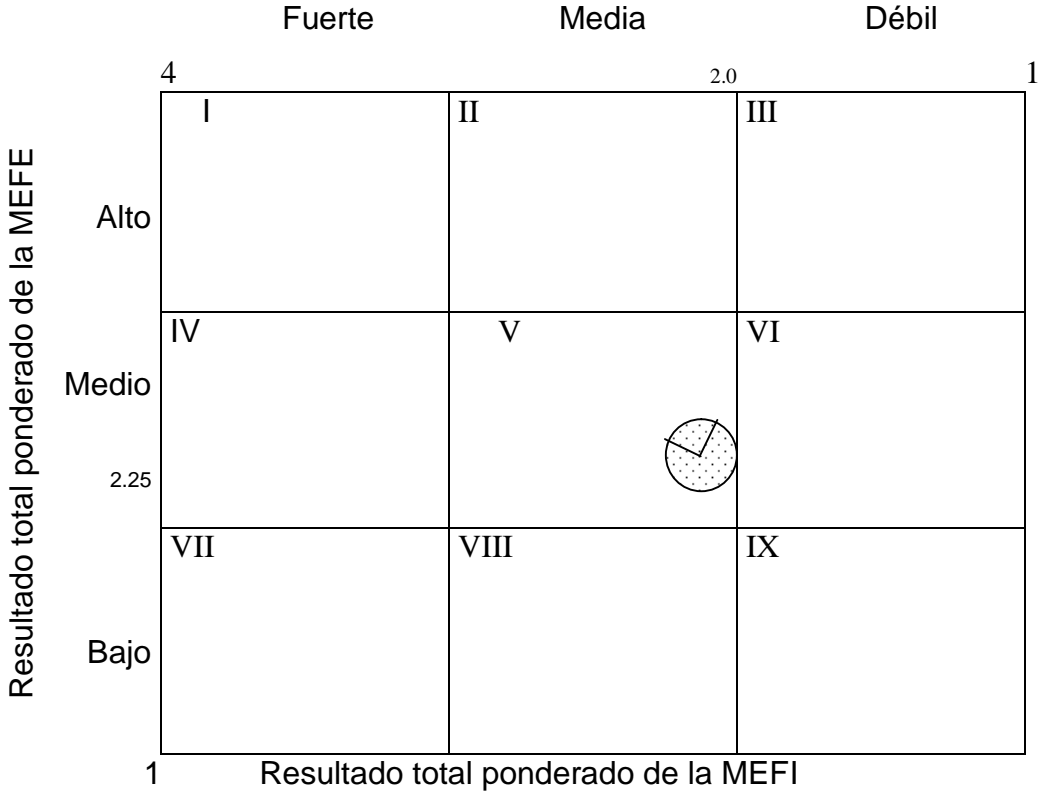 Fuerte Media Débil
4 2.0 1
Resultado total ponderado de la MEFE
I II III
Alto
IV V VI
Medio
2.25
VII VIII IX
Bajo
1 Resultado total ponderado de la MEFI